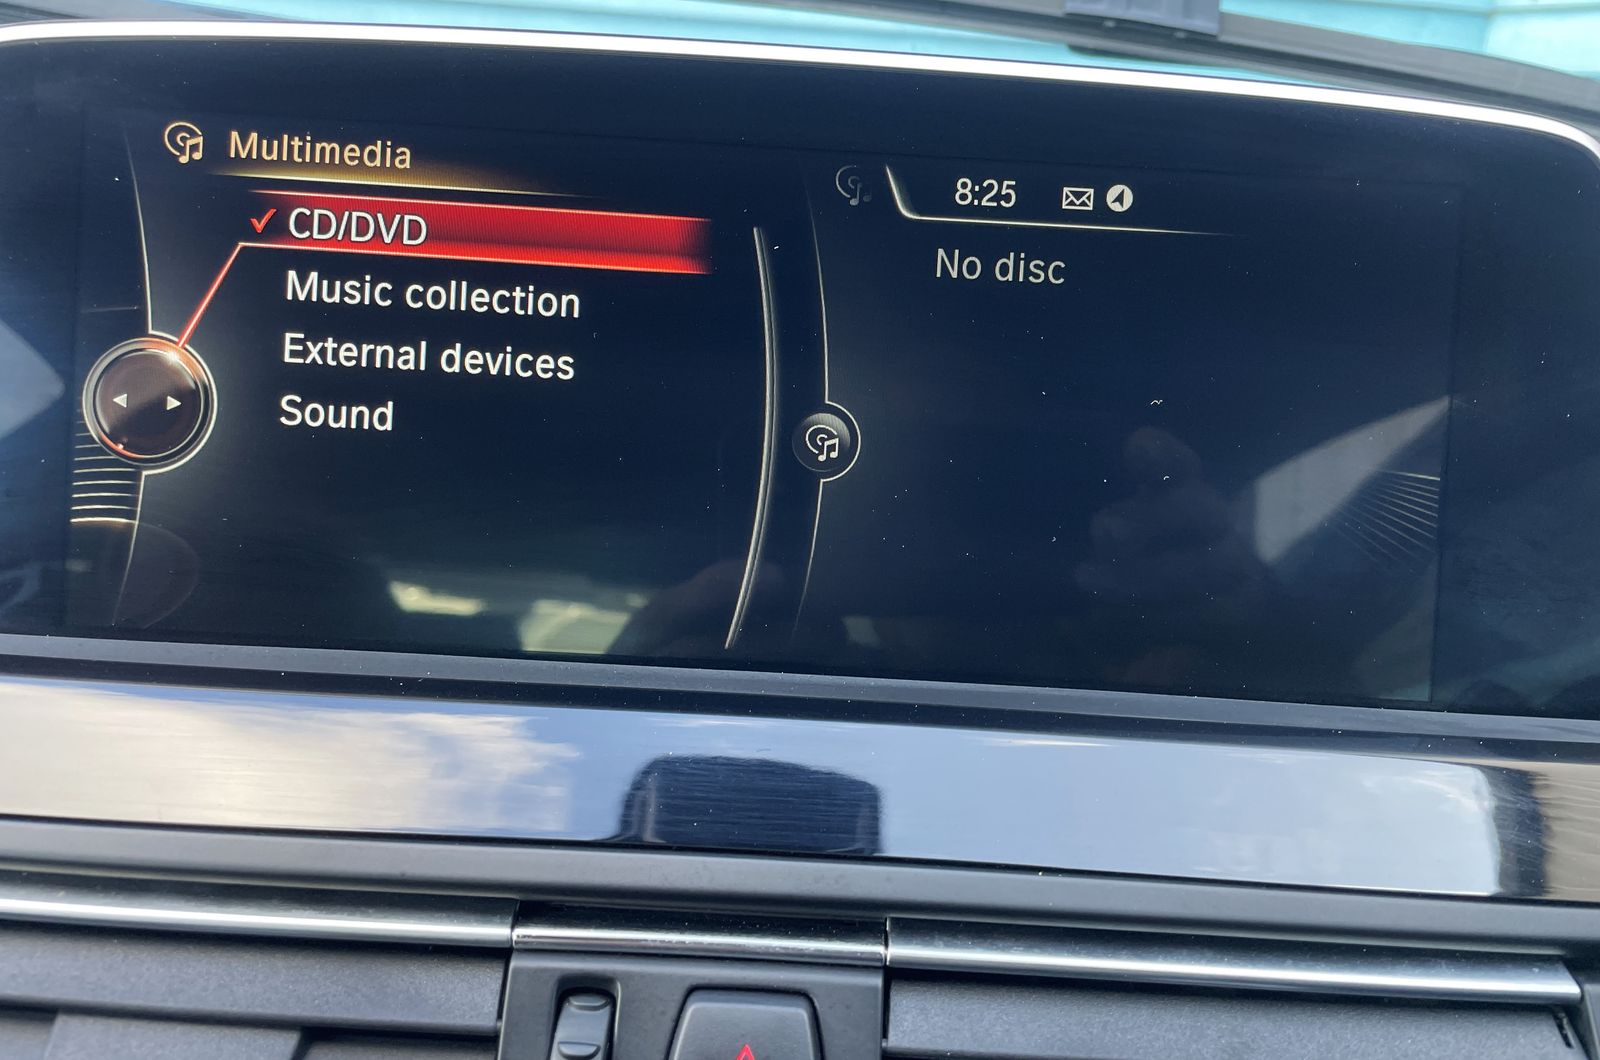 Multimedia
CD/DVD
Music collection
External devices
Sound
8:25
No disc